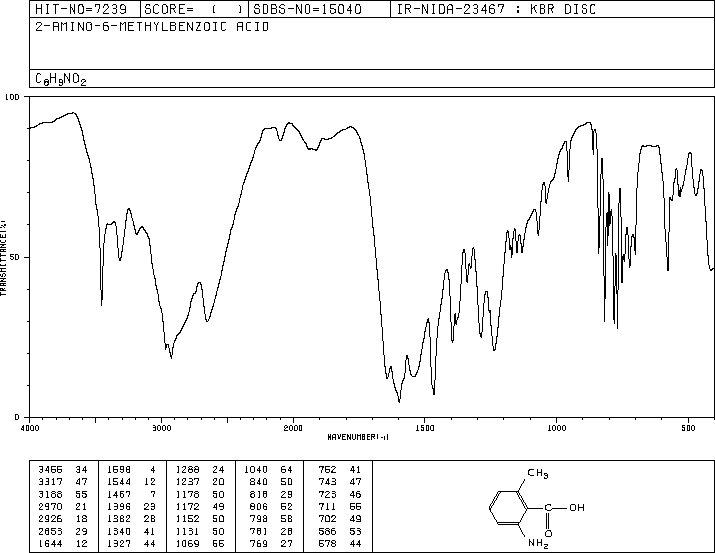 HIT-NO=7239 SCORE= ( ) SDBS-NO=15040 IR-NIDA-23467 : KBR DISC
2-AMINO-6-METHYLBENZOIC ACID
C8H9NO2
100
50
0
TRANSMITTANCE(%)
4000 3000 2000 1500 1000 500
WAVENUMBER(-1)
3455 34 1598 4 1288 24 1040 64 752 41
3317 47 1544 12 1237 20 840 50 743 47
3188 55 1467 7 1178 50 818 29 723 46
2970 21 1396 23 1172 49 806 52 711 55
2926 18 1382 28 1152 50 798 58 702 49
2653 29 1340 41 1131 50 781 28 586 53
1644 12 1327 44 1069 55 769 27 578 44
CH3
OH
O
NH2